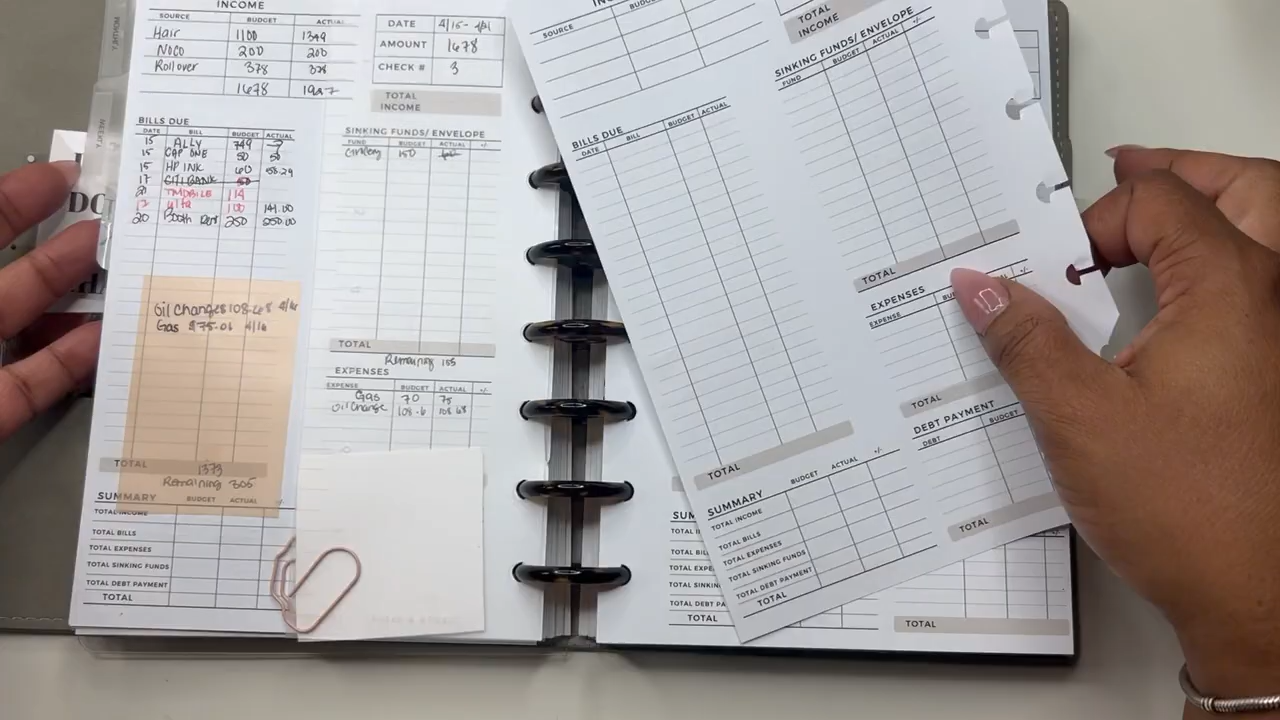 INCOME
SOURCE BUDGET ACTUAL
Hair 1100 1349
NOCO 200 200
Rollover 378 378
1678
DATE 4/15-
AMOUNT 1678
CHECK # 3
TOTAL INCOME
BILLS DUE
DATE BILL BUDGET ACTUAL
15 ALLY 749
15 CAP ONE 50 50
15 HP INK 60 58.29
17 CITI BANK 50
TMOBILE 114
17 Ulta 100 141.00
20 Booth Rent 250 250.00
Oil Change $108.68 4/16
Gas $75.06 4/16
TOTAL 1373
Remaining 305
SUMMARY BUDGET ACTUAL +/-
TOTAL INCOME
TOTAL BILLS
TOTAL EXPENSES
TOTAL SINKING FUNDS
TOTAL DEBT PAYMENT
TOTAL
SINKING FUNDS/ ENVELOPE
FUND BUDGET ACTUAL +/-
150
TOTAL
Remaining 155
EXPENSES
EXPENSE BUDGET ACTUAL +/-
Gas 70 75
Oil Change 108.6 108.68
SOURCE
TOTAL INCOME
BILLS DUE
DATE BILL BUDGET ACTUAL
TOTAL
SUMMARY BUDGET ACTUAL +/-
TOTAL INCOME
TOTAL BILLS
TOTAL EXPENSES
TOTAL SINKING FUNDS
TOTAL DEBT PAYMENT
TOTAL
SINKING FUNDS/ ENVELOPE
FUND BUDGET ACTUAL +/-
TOTAL
EXPENSES
EXPENSE
TOTAL
DEBT PAYMENT
DEBT BUDGET
TOTAL
TOTAL
TOTAL